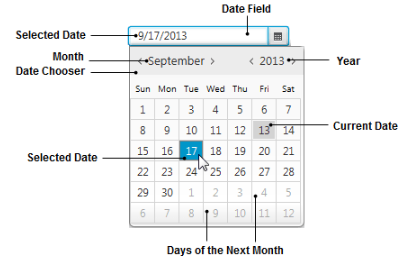 Date Field
Selected Date
9/17/2013
Month
September
2013
Year
Date Chooser
Sun Mon Tue Wed Thu Fri Sat
1 2 3 4 5 6 7
8 9 10 11 12 13 14
Current Date
15 16 17 18 19 20 21
Selected Date
22 23 24 25 26 27 28
29 30 1 2 3 4 5
6 7 8 9 10 11 12
Days of the Next Month